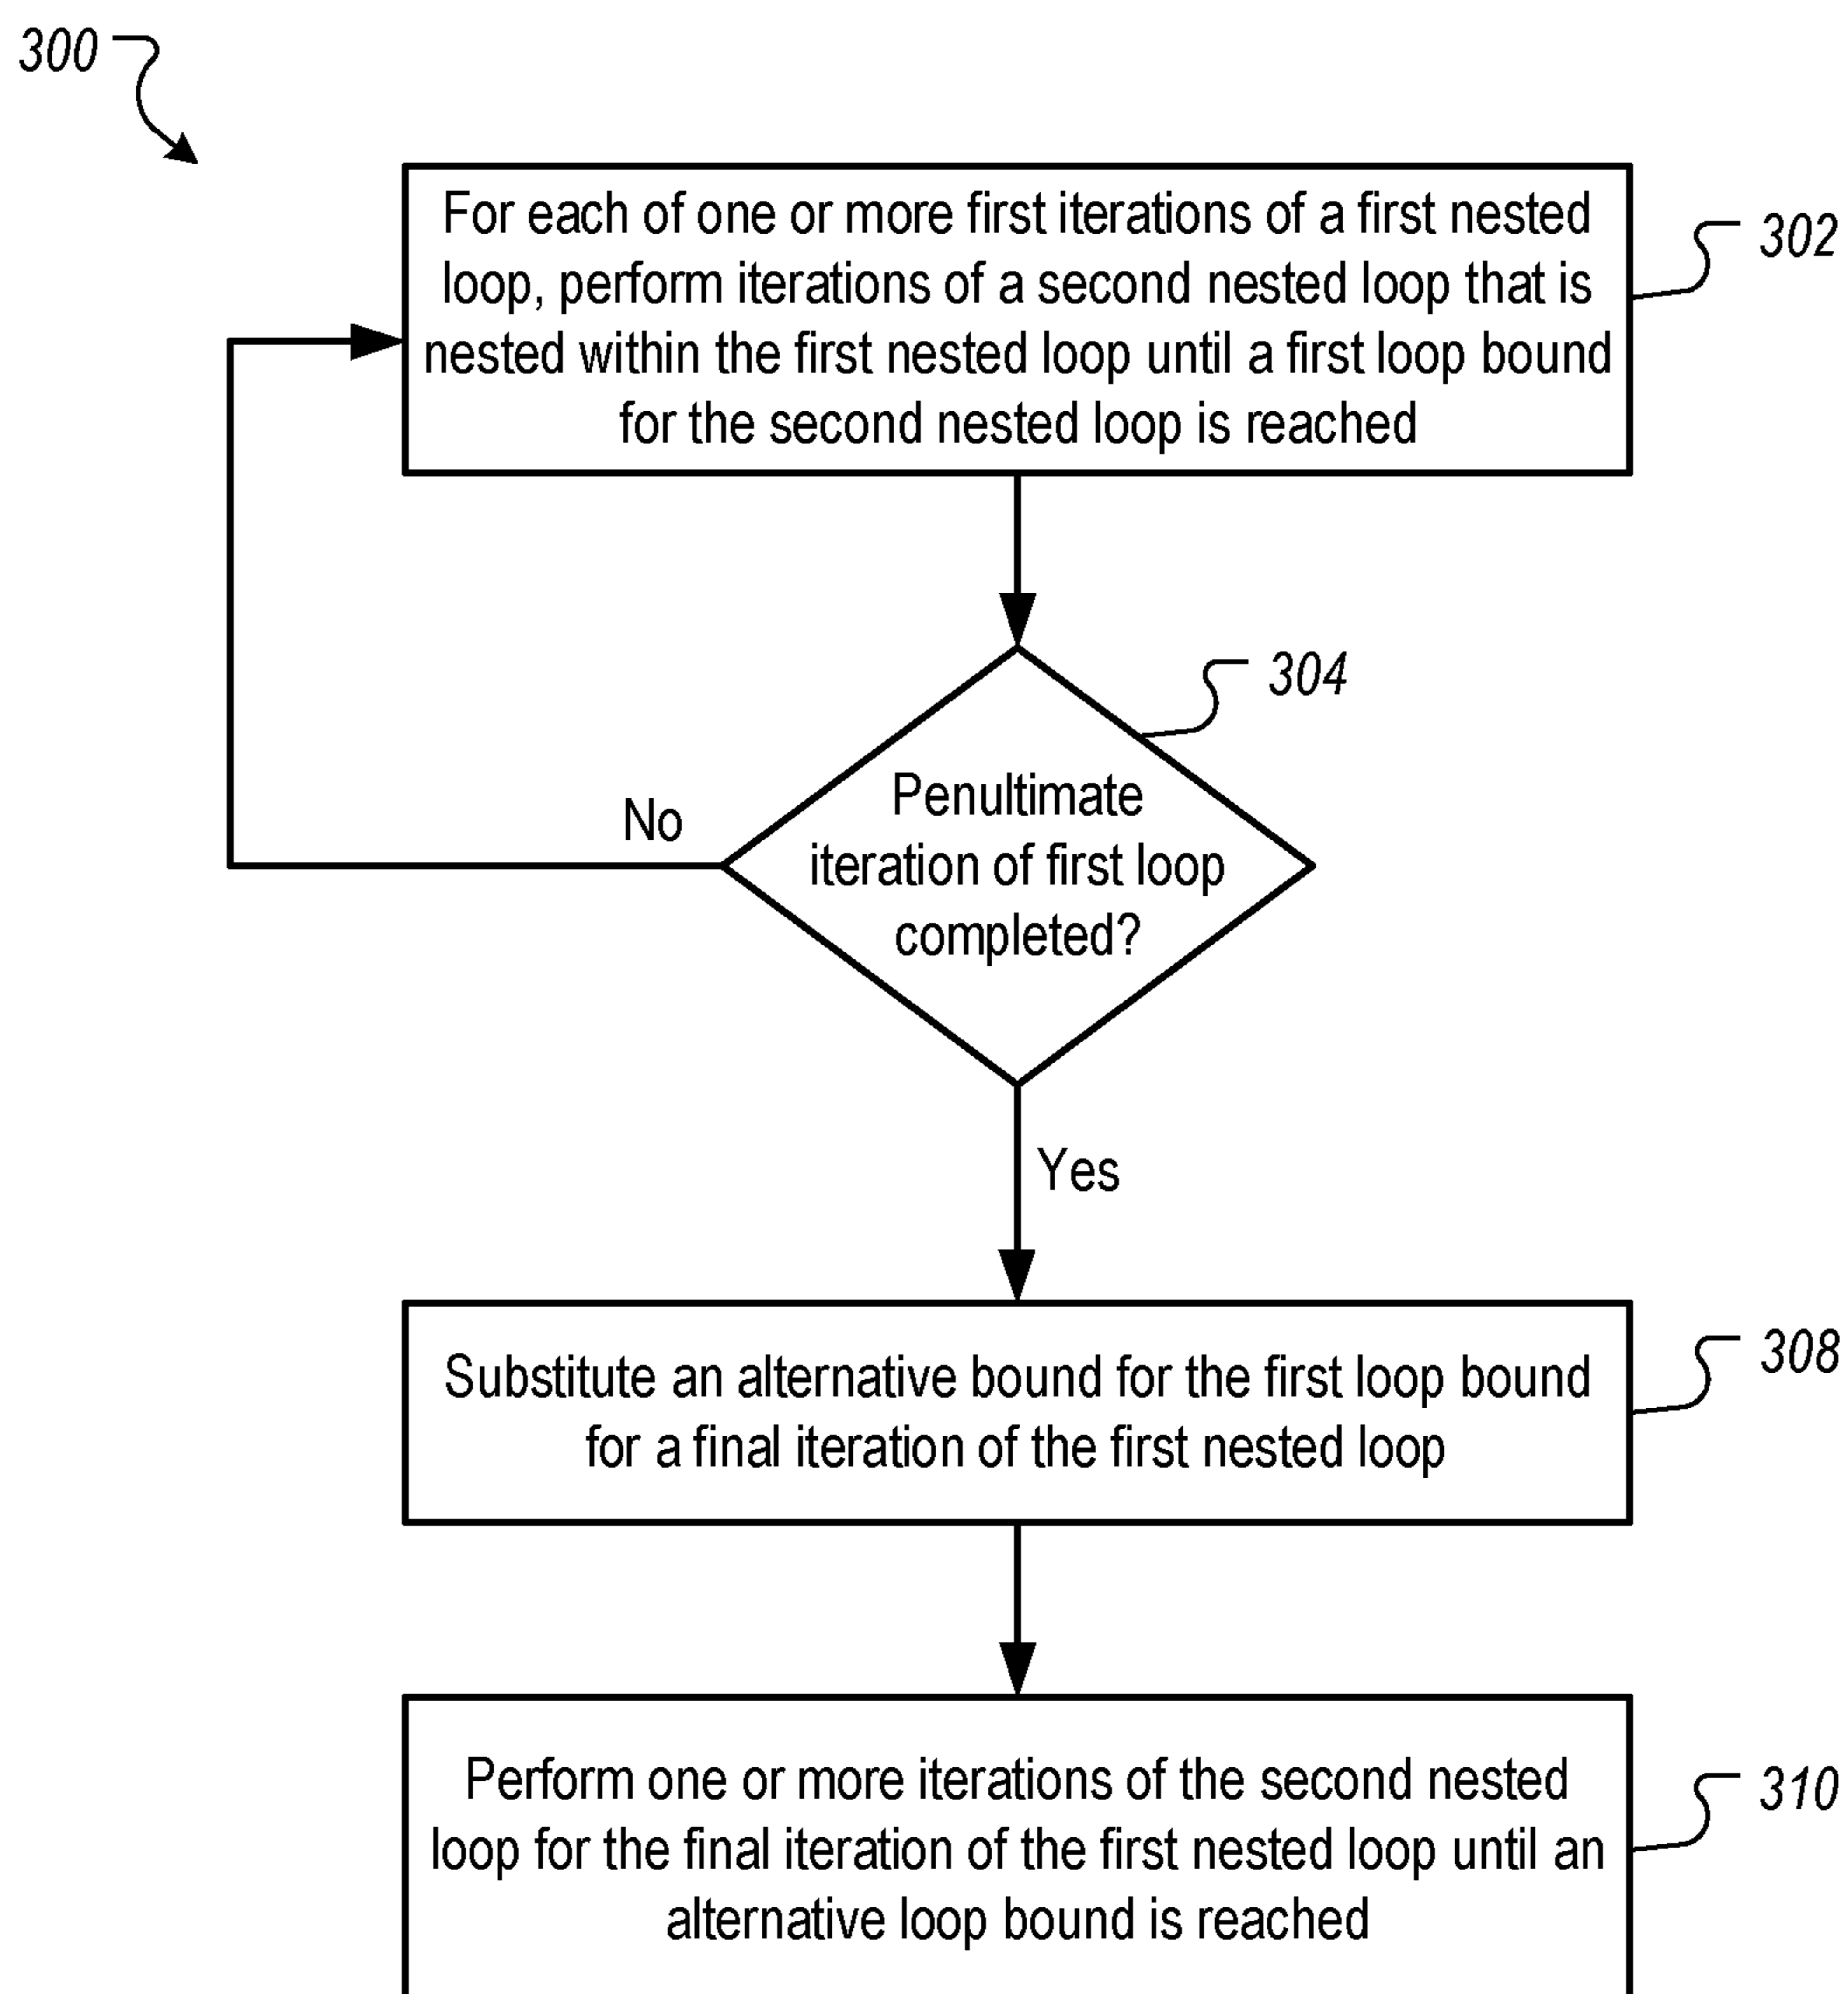 300
For each of one or more first iterations of a first nested
loop, perform iterations of a second nested loop that is
nested within the first nested loop until a first loop bound
for the second nested loop is reached
302
304
Penultimate
iteration of first loop
completed?
No
Yes
Substitute an alternative bound for the first loop bound
for a final iteration of the first nested loop
308
Perform one or more iterations of the second nested
loop for the final iteration of the first nested loop until an
alternative loop bound is reached
310